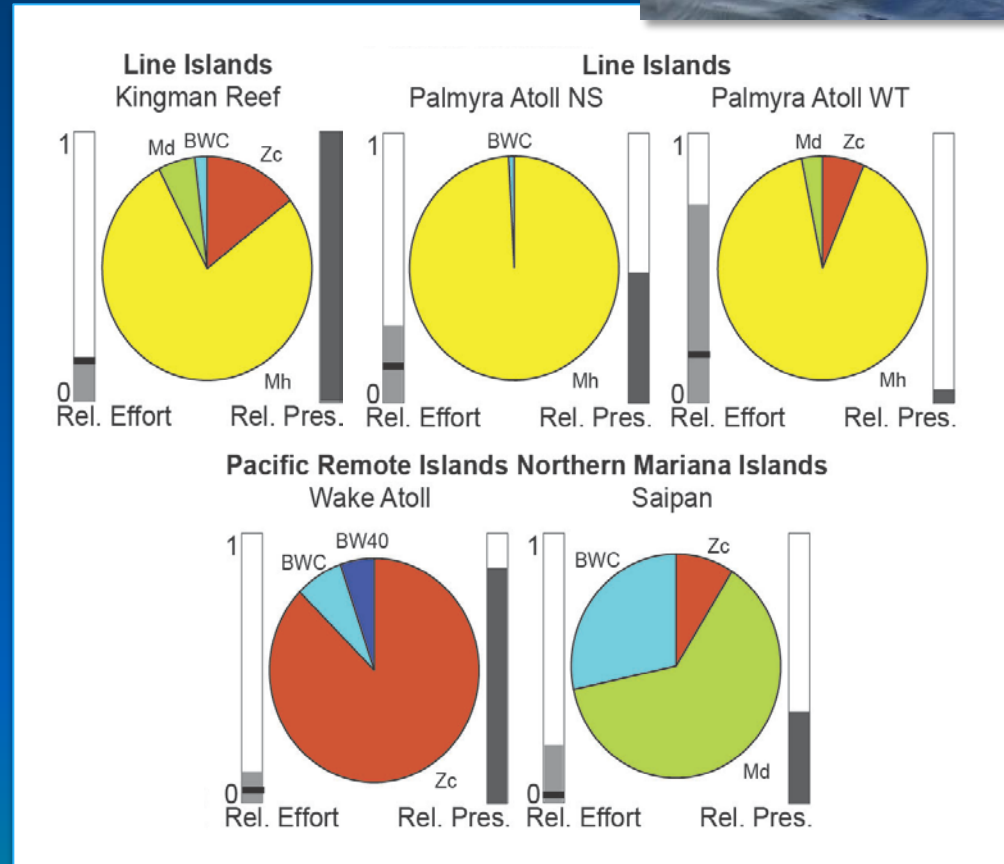 Line Islands
Kingman Reef
1
Md
BWC
Zc
Mh
0
Rel. Effort
Rel. Pres.
Line Islands
Palmyra Atoll NS
1
BWC
Mh
0
Rel. Effort
Rel. Pres.
Palmyra Atoll WT
1
Md
Zc
Mh
0
Rel. Effort
Rel. Pres.
Pacific Remote Islands
Wake Atoll
1
BWC
BW40
Zc
0
Rel. Effort
Rel. Pres.
Northern Mariana Islands
Saipan
1
BWC
Zc
Md
0
Rel. Effort
Rel. Pres.